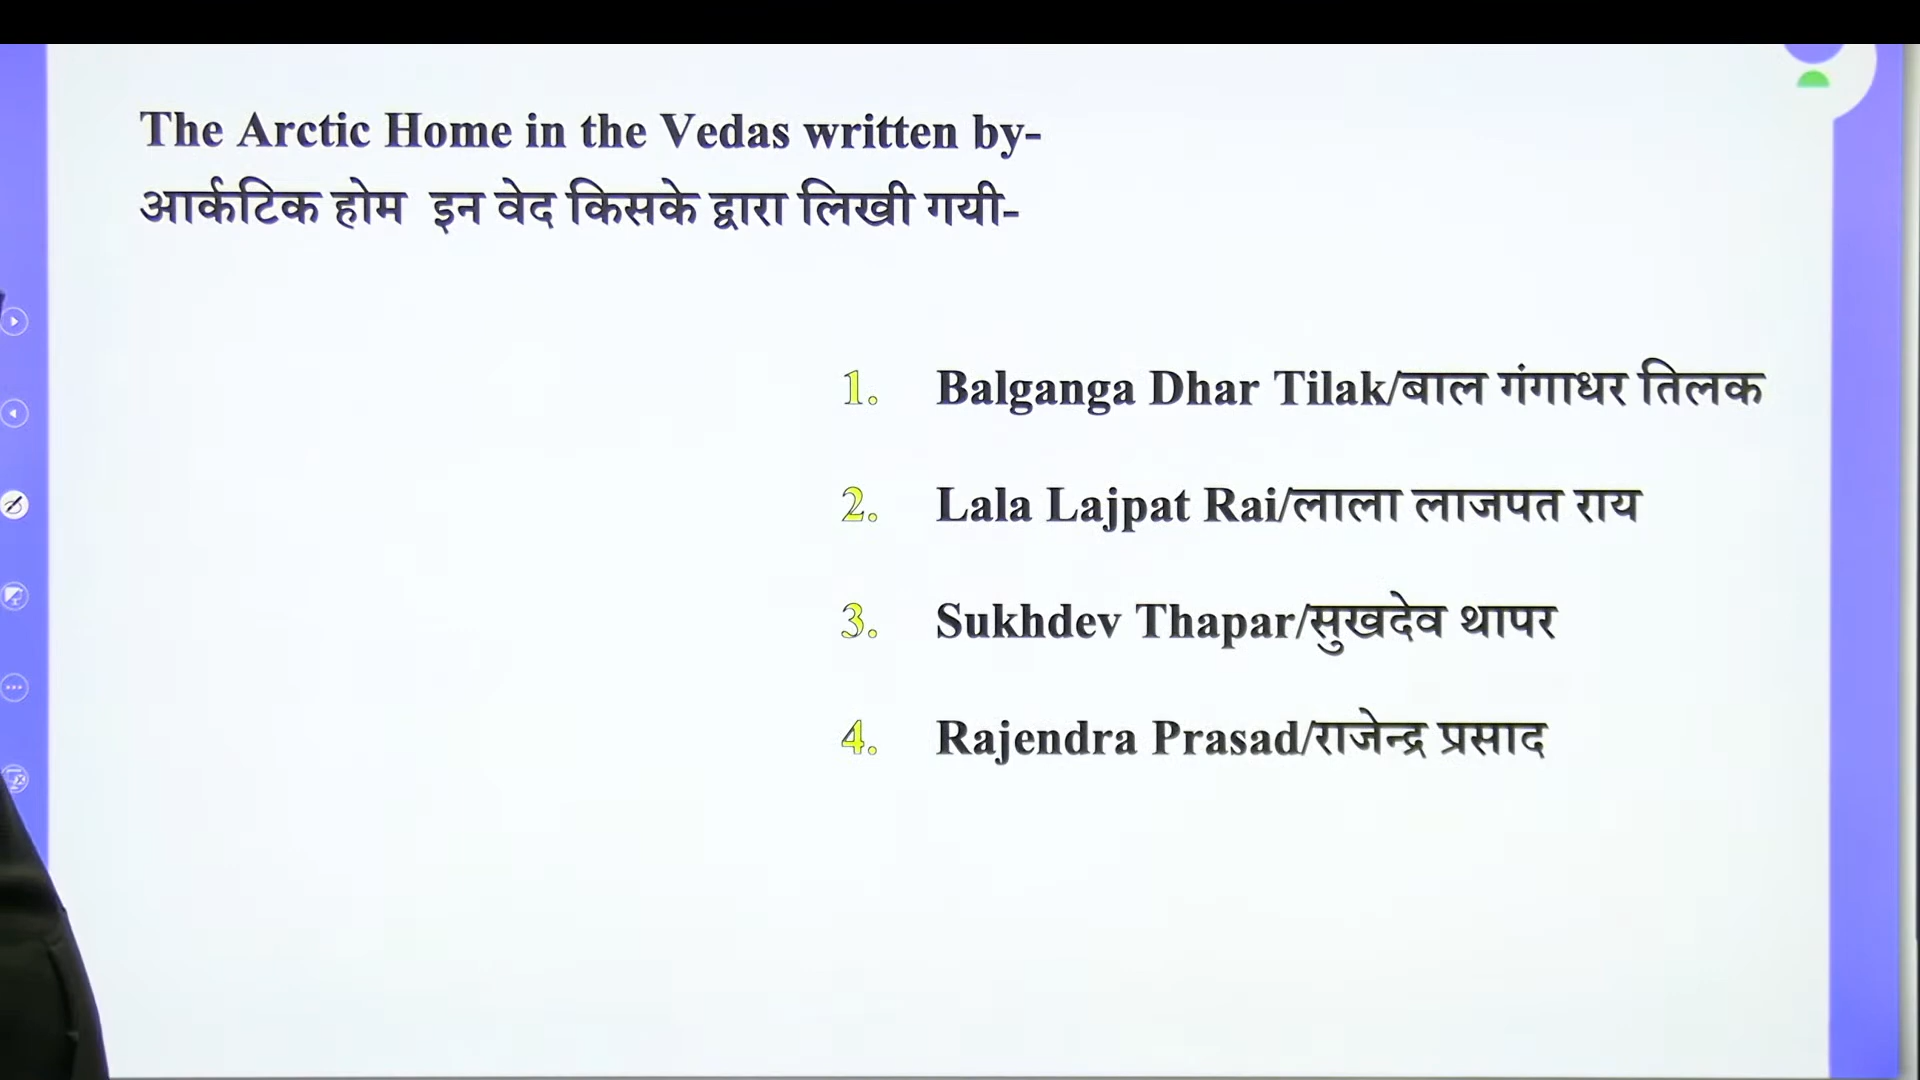 The Arctic Home in the Vedas written by-
आर्कटिक होम इन वेद किसके द्वारा लिखी गयी-
1. Balganga Dhar Tilak/बाल गंगाधर तिलक
2. Lala Lajpat Rai/लाला लाजपत राय
3. Sukhdev Thapar/सुखदेव थापर
4. Rajendra Prasad/राजेन्द्र प्रसाद